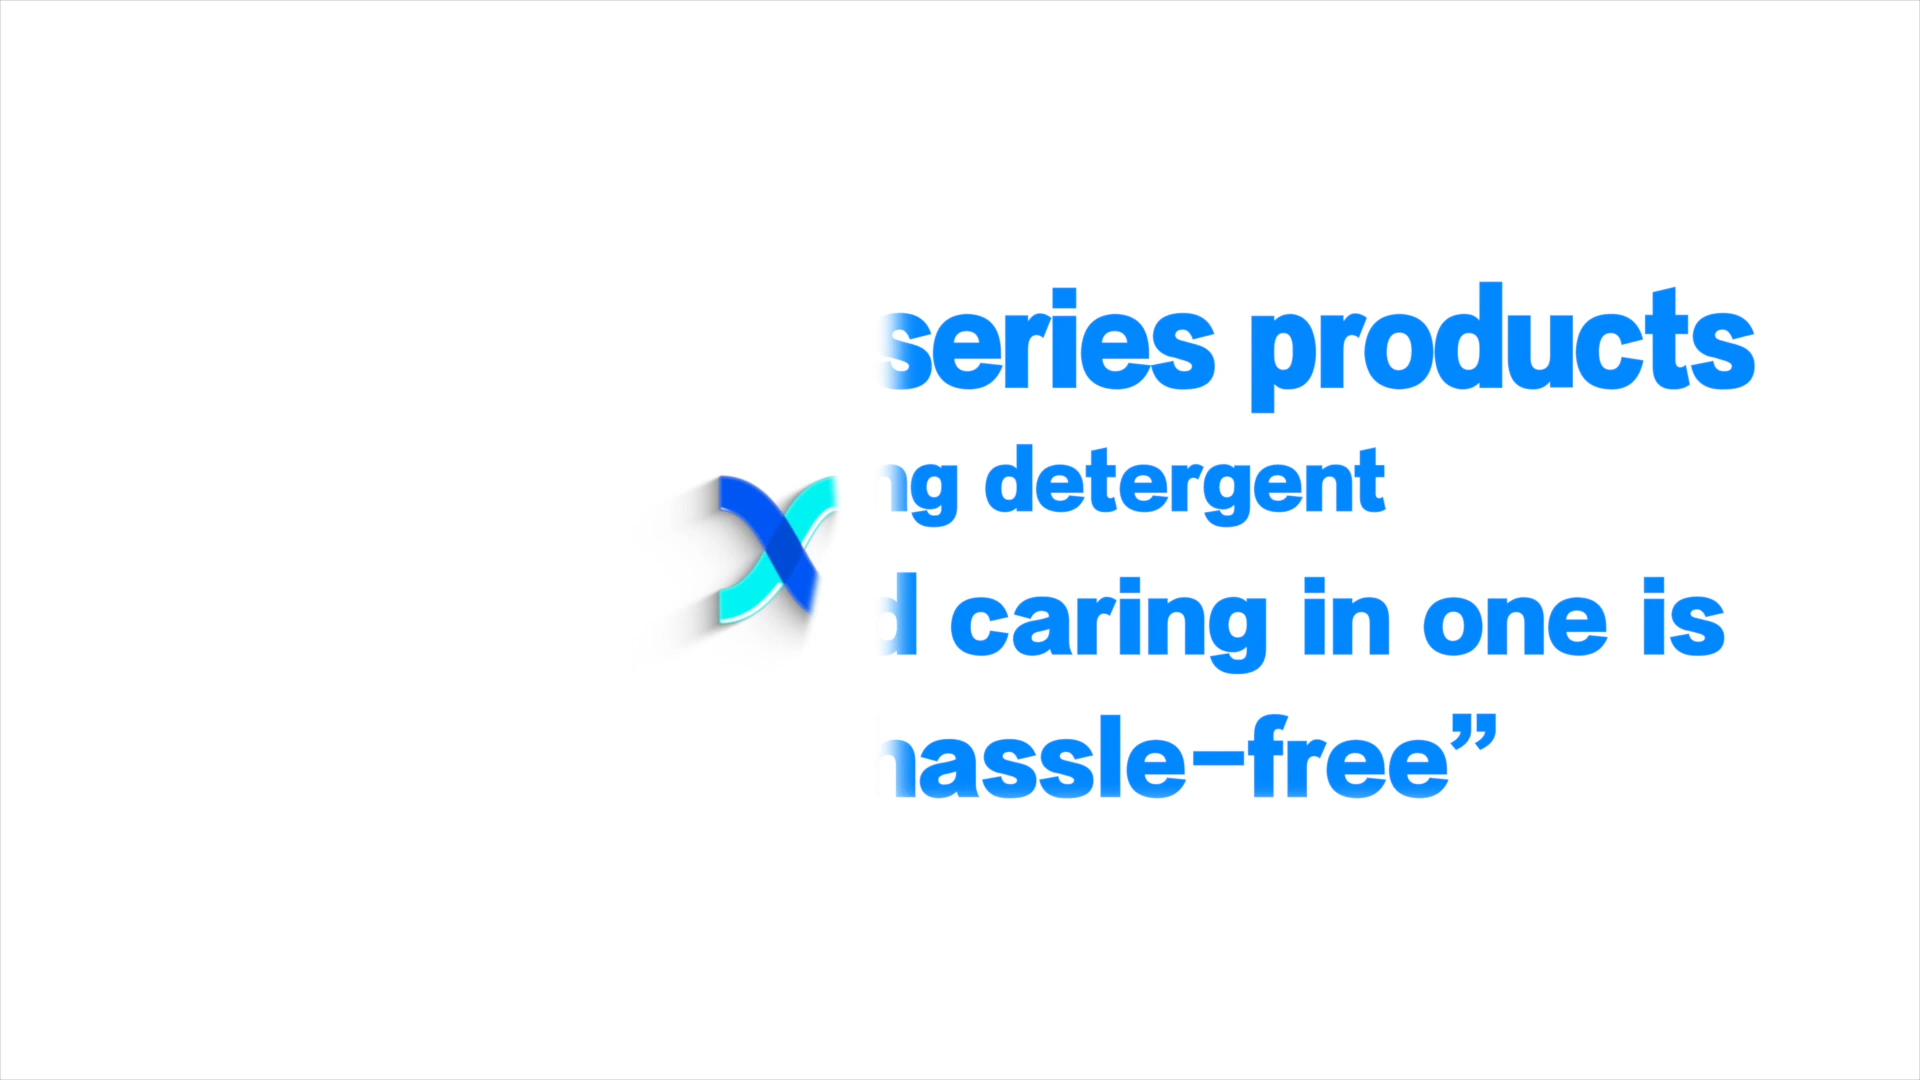 series products
ng detergent
d caring in one is
hassle-free”